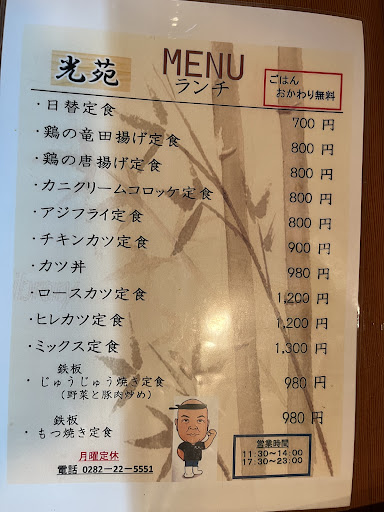 光苑
MENU
ランチ
ごはん
おかわり無料
・日替定食 700 円
・鶏の竜田揚げ定食 800 円
・鶏の唐揚げ定食 800 円
・カニクリームコロッケ定食 800 円
・アジフライ定食 800 円
・チキンカツ定食 900 円
・カツ丼 980 円
・ロースカツ定食 1,200 円
・ヒレカツ定食 1,200 円
・ミックス定食 1,300 円
鉄板
・じゅうじゅう焼き定食 980 円
(野菜と豚肉炒め)
鉄板
・もつ焼き定食 980 円
月曜定休
電話 0282－22－5551
営業時間
11:30～14:00
17:30～23:00